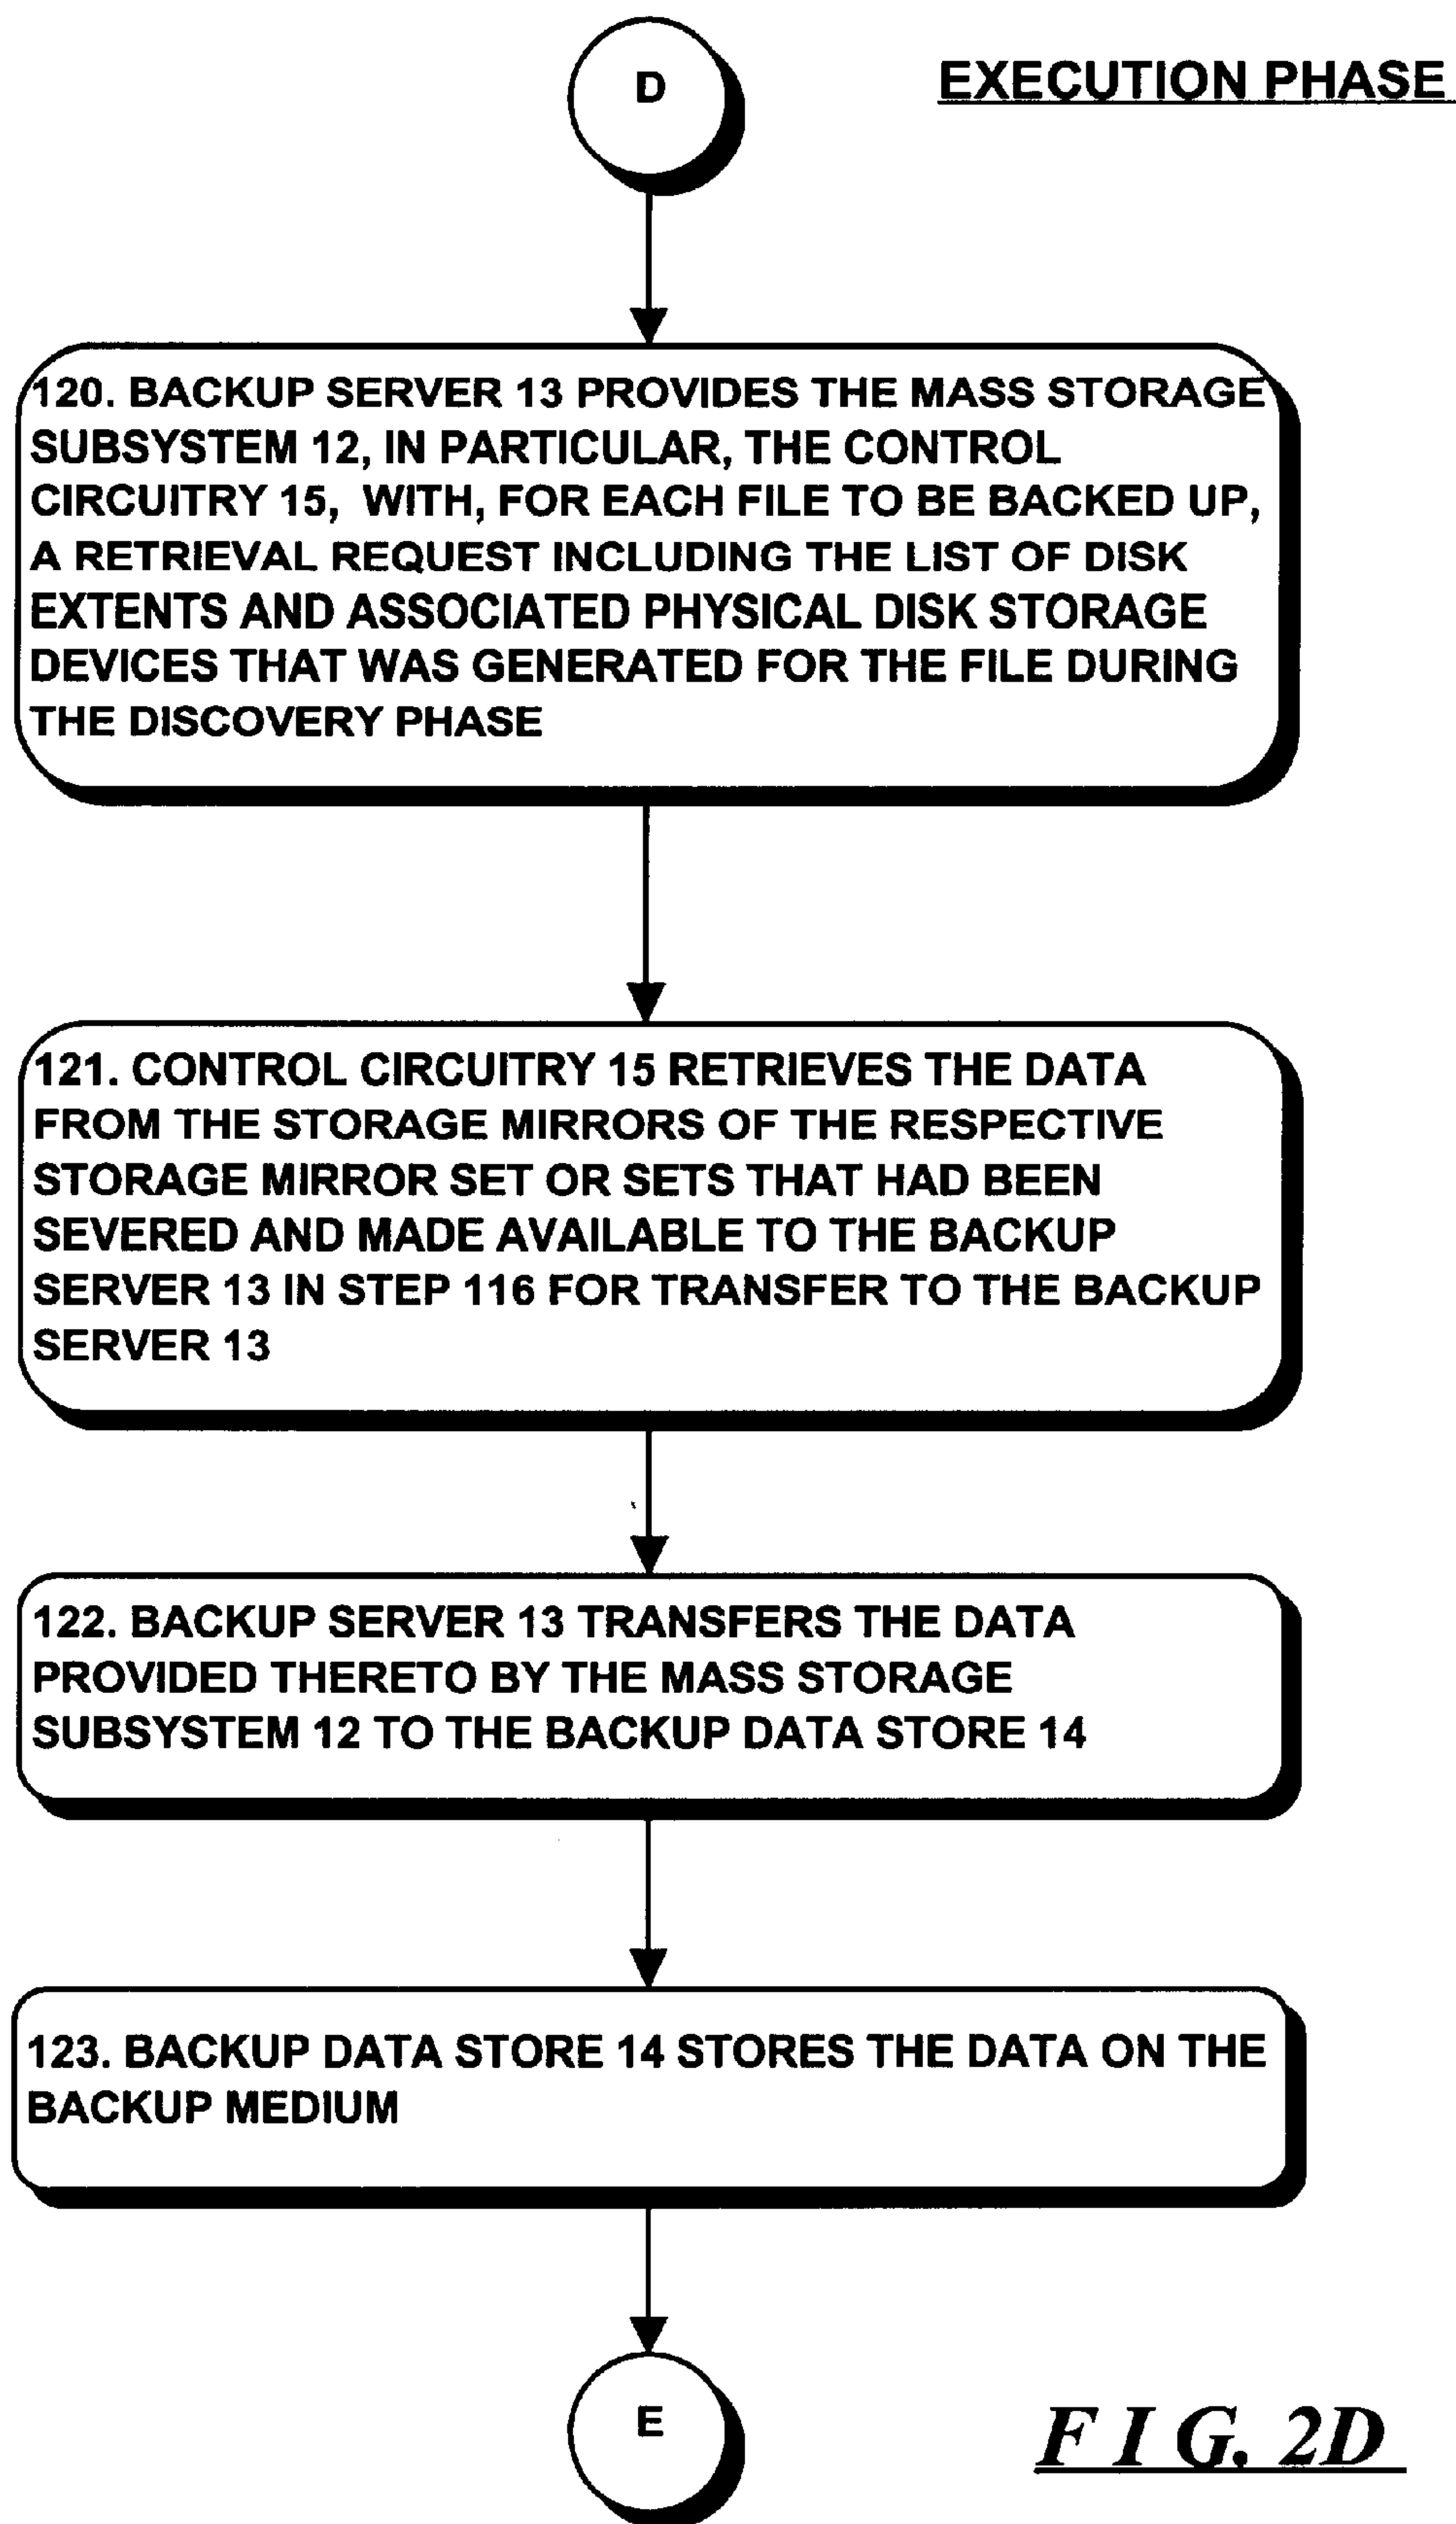 D
EXECUTION PHASE
120. BACKUP SERVER 13 PROVIDES THE MASS STORAGE
SUBSYSTEM 12, IN PARTICULAR, THE CONTROL
CIRCUITRY 15, WITH, FOR EACH FILE TO BE BACKED UP,
A RETRIEVAL REQUEST INCLUDING THE LIST OF DISK
EXTENTS AND ASSOCIATED PHYSICAL DISK STORAGE
DEVICES THAT WAS GENERATED FOR THE FILE DURING
THE DISCOVERY PHASE
121. CONTROL CIRCUITRY 15 RETRIEVES THE DATA
FROM THE STORAGE MIRRORS OF THE RESPECTIVE
STORAGE MIRROR SET OR SETS THAT HAD BEEN
SEVERED AND MADE AVAILABLE TO THE BACKUP
SERVER 13 IN STEP 116 FOR TRANSFER TO THE BACKUP
SERVER 13
122. BACKUP SERVER 13 TRANSFERS THE DATA
PROVIDED THERETO BY THE MASS STORAGE
SUBSYSTEM 12 TO THE BACKUP DATA STORE 14
123. BACKUP DATA STORE 14 STORES THE DATA ON THE
BACKUP MEDIUM
E
FIG. 2D